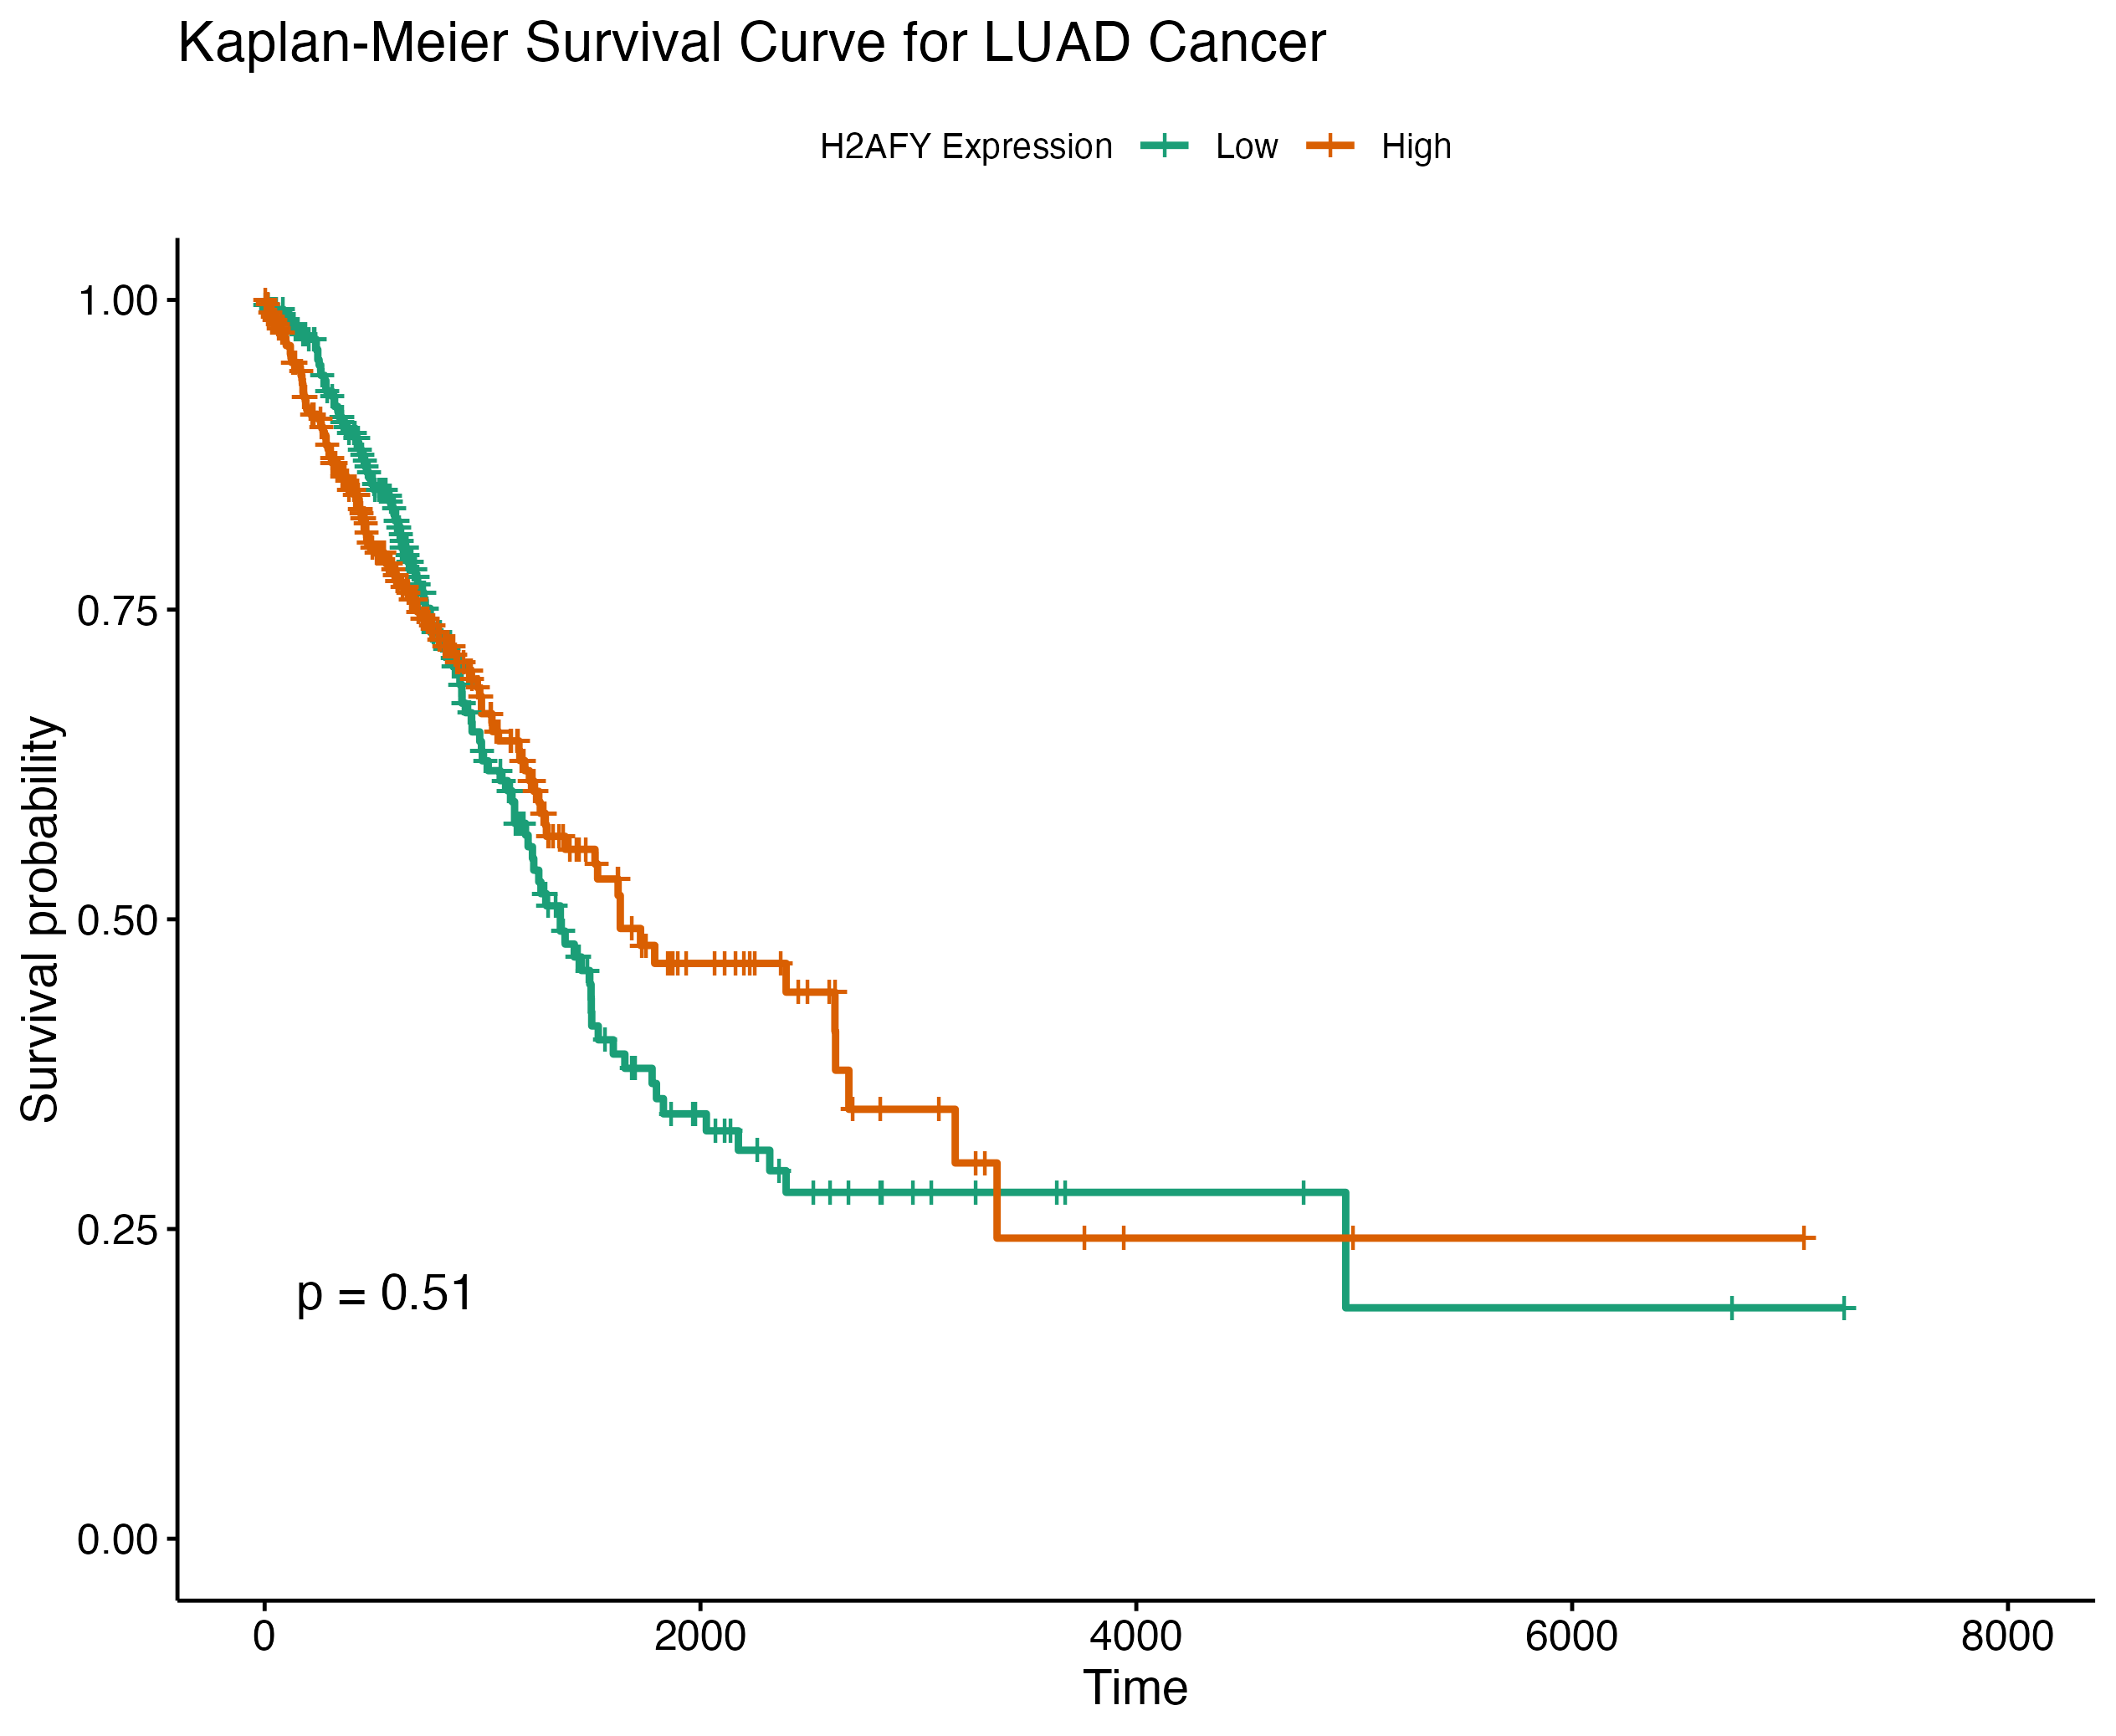 Kaplan-Meier Survival Curve for LUAD Cancer
H2AFY Expression Low High
Survival probability
1.00
0.75
0.50
0.25
0.00
p = 0.51
0 2000 4000 6000 8000
Time